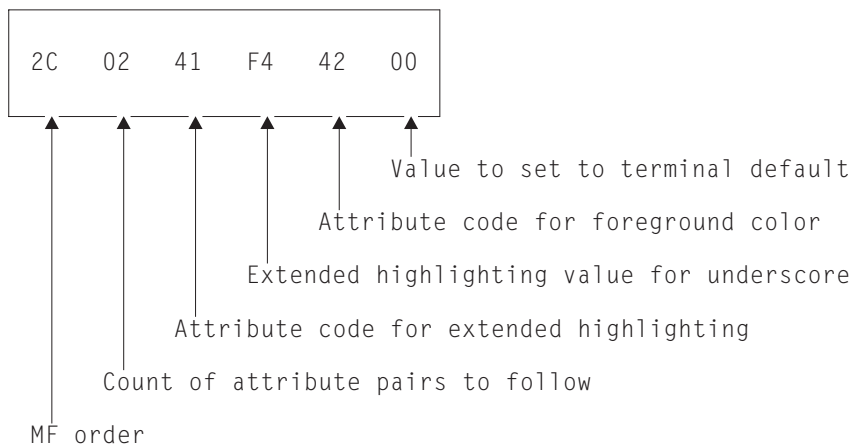 2C 02 41 F4 42 00
Value to set to terminal default
Attribute code for foreground color
Extended highlighting value for underscore
Attribute code for extended highlighting
Count of attribute pairs to follow
MF order